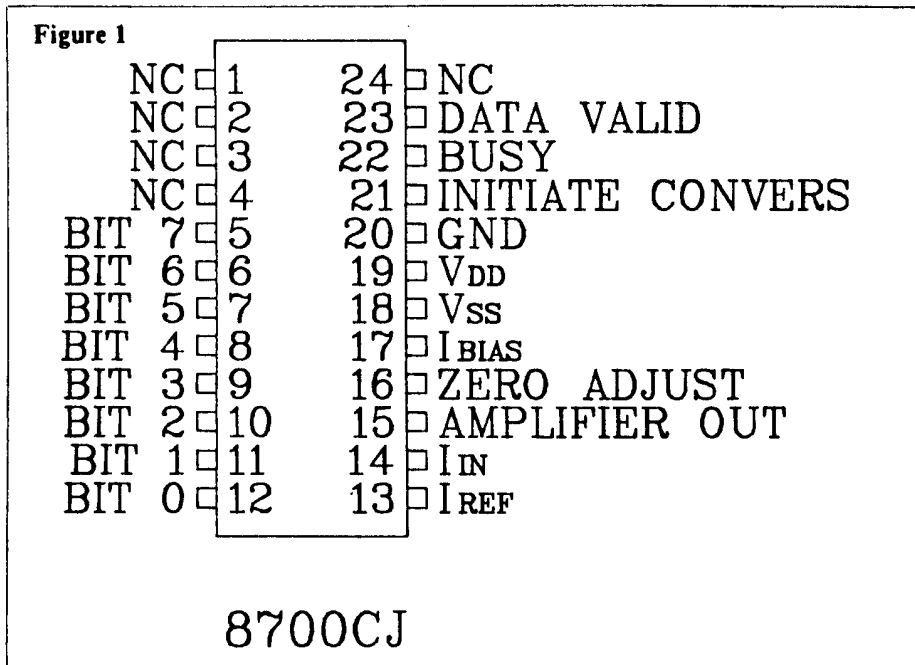 Figure 1
NC 1 24 NC
NC 2 23 DATA VALID
NC 3 22 BUSY
NC 4 21 INITIATE CONVERS
BIT 7 5 20 GND
BIT 6 6 19 VDD
BIT 5 7 18 VSS
BIT 4 8 17 I BIAS
BIT 3 9 16 ZERO ADJUST
BIT 2 10 15 AMPLIFIER OUT
BIT 1 11 14 I IN
BIT 0 12 13 I REF
8700CJ